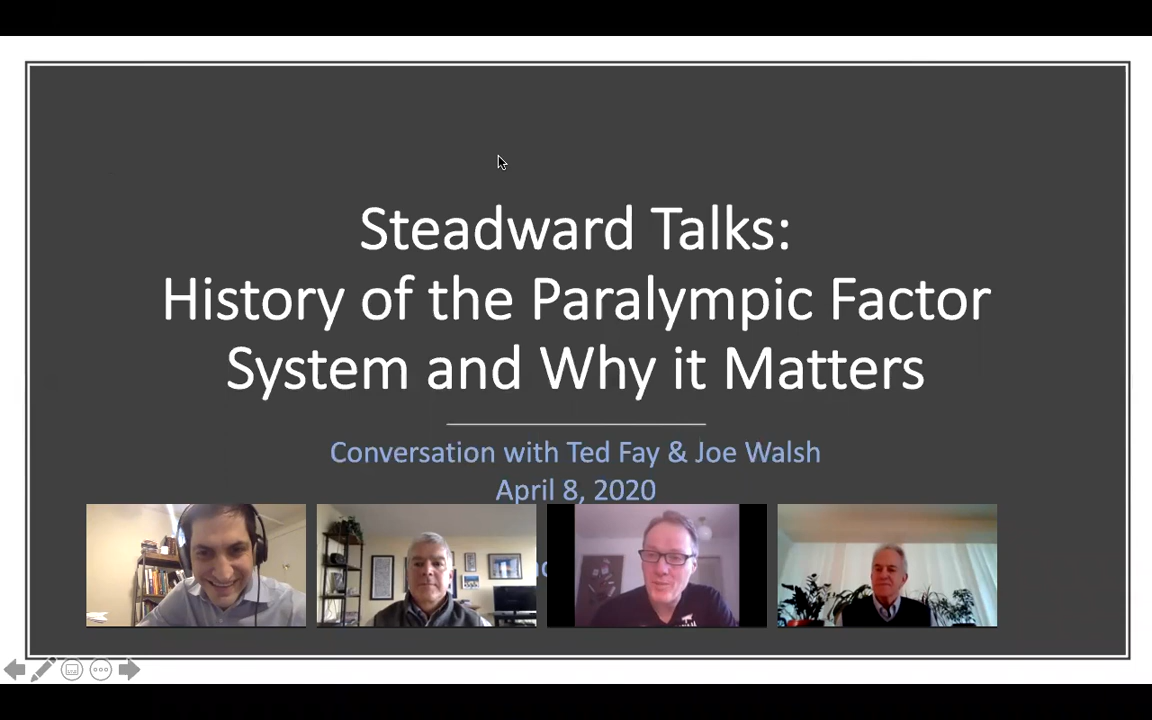 Steadward Talks:
History of the Paralympic Factor
System and Why it Matters
Conversation with Ted Fay & Joe Walsh
April 8, 2020